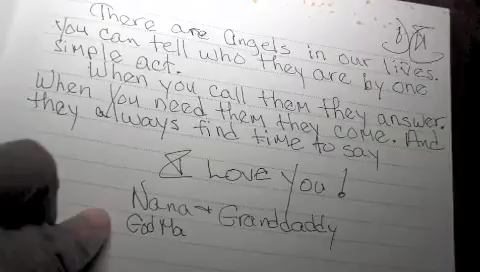 There are angels in our lives.
You can tell who they are by one
simple act.
When you call them they answer.
When you need them they come. And
they always find time to say
I Love You!
Nana + Granddaddy
God Ma